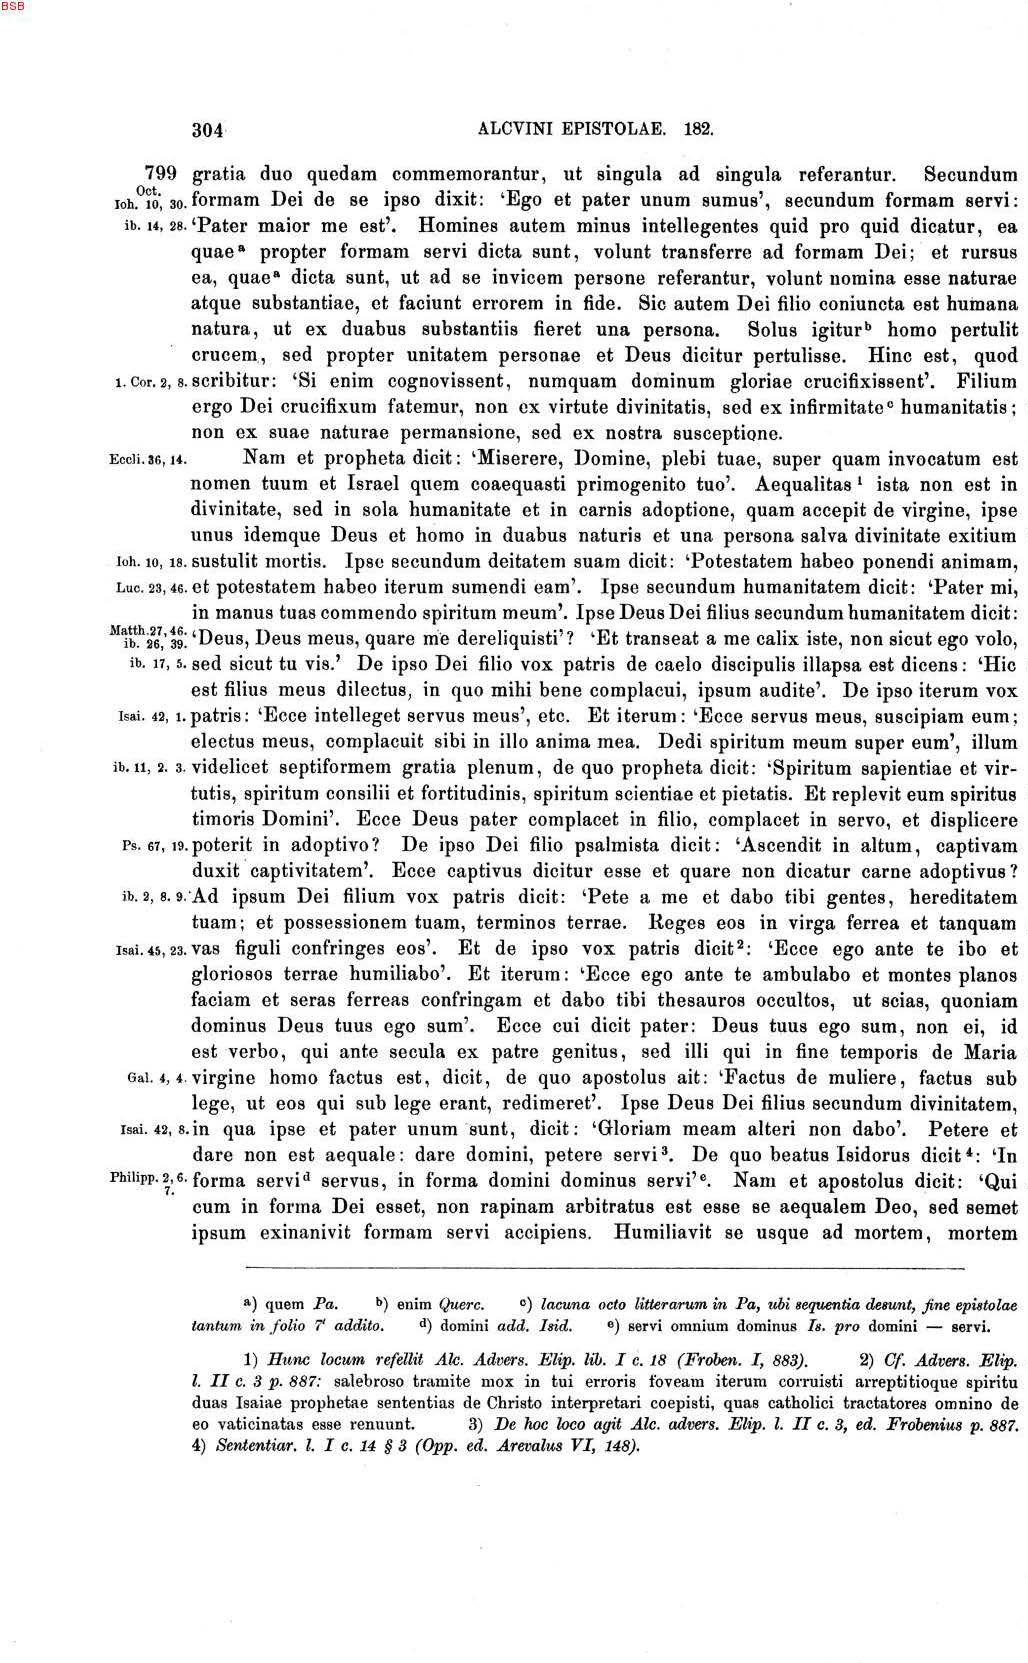 BSB
304 ALCVINI EPISTOLAE. 182.
799 gratia duo quedam commemorantur, ut singula ad singula referantur. Secundum
Oct.
Ioh. 10, 30. formam Dei de se ipso dixit: ‘Ego et pater unum sumus’, secundum formam servi:
ib. 14, 28. ‘Pater maior me est’. Homines autem minus intellegentes quid pro quid dicatur, ea
quaeᵃ propter formam servi dicta sunt, volunt transferre ad formam Dei; et rursus
ea, quaeᵃ dicta sunt, ut ad se invicem persone referantur, volunt nomina esse naturae
atque substantiae, et faciunt errorem in fide. Sic autem Dei filio coniuncta est humana
natura, ut ex duabus substantiis fieret una persona. Solus igiturᵇ homo pertulit
crucem, sed propter unitatem personae et Deus dicitur pertulisse. Hinc est, quod
1. Cor. 2, 8. scribitur: ‘Si enim cognovissent, numquam dominum gloriae crucifixissent’. Filium
ergo Dei crucifixum fatemur, non ex virtute divinitatis, sed ex infirmitateᶜ humanitatis;
non ex suae naturae permansione, sed ex nostra susceptione.
Eccli. 36, 14. Nam et propheta dicit: ‘Miserere, Domine, plebi tuae, super quam invocatum est
nomen tuum et Israel quem coaequasti primogenito tuo’. Aequalitas¹ ista non est in
divinitate, sed in sola humanitate et in carnis adoptione, quam accepit de virgine, ipse
unus idemque Deus et homo in duabus naturis et una persona salva divinitate exitium
Ioh. 10, 18. sustulit mortis. Ipse secundum deitatem suam dicit: ‘Potestatem habeo ponendi animam,
Luc. 23, 46. et potestatem habeo iterum sumendi eam’. Ipse secundum humanitatem dicit: ‘Pater mi,
in manus tuas commendo spiritum meum’. Ipse Deus Dei filius secundum humanitatem dicit:
Matth. 27, 46.
ib. 26, 39. ‘Deus, Deus meus, quare me dereliquisti’? ‘Et transeat a me calix iste, non sicut ego volo,
ib. 17, 5. sed sicut tu vis.’ De ipso Dei filio vox patris de caelo discipulis illapsa est dicens: ‘Hic
est filius meus dilectus, in quo mihi bene complacui, ipsum audite’. De ipso iterum vox
Isai. 42, 1. patris: ‘Ecce intelleget servus meus’, etc. Et iterum: ‘Ecce servus meus, suscipiam eum;
electus meus, complacuit sibi in illo anima mea. Dedi spiritum meum super eum’, illum
ib. 11, 2. 3. videlicet septiformem gratia plenum, de quo propheta dicit: ‘Spiritum sapientiae et vir-
tutis, spiritum consilii et fortitudinis, spiritum scientiae et pietatis. Et replevit eum spiritus
timoris Domini’. Ecce Deus pater complacet in filio, complacet in servo, et displicere
Ps. 67, 19. poterit in adoptivo? De ipso Dei filio psalmista dicit: ‘Ascendit in altum, captivam
duxit captivitatem’. Ecce captivus dicitur esse et quare non dicatur carne adoptivus?
ib. 2, 8. 9. Ad ipsum Dei filium vox patris dicit: ‘Pete a me et dabo tibi gentes, hereditatem
tuam; et possessionem tuam, terminos terrae. Reges eos in virga ferrea et tanquam
Isai. 45, 23. vas figuli confringes eos’. Et de ipso vox patris dicit²: ‘Ecce ego ante te ibo et
gloriosos terrae humiliabo’. Et iterum: ‘Ecce ego ante te ambulabo et montes planos
faciam et seras ferreas confringam et dabo tibi thesauros occultos, ut scias, quoniam
dominus Deus tuus ego sum’. Ecce cui dicit pater: Deus tuus ego sum, non ei, id
est verbo, qui ante secula ex patre genitus, sed illi qui in fine temporis de Maria
Gal. 4, 4. virgine homo factus est, dicit, de quo apostolus ait: ‘Factus de muliere, factus sub
lege, ut eos qui sub lege erant, redimeret’. Ipse Deus Dei filius secundum divinitatem,
Isai. 42, 8. in qua ipse et pater unum sunt, dicit: ‘Gloriam meam alteri non dabo’. Petere et
dare non est aequale: dare domini, petere servi³. De quo beatus Isidorus dicit⁴: ‘In
Philipp. 2, 6. forma serviᵈ servus, in forma domini dominus servi’ᵉ. Nam et apostolus dicit: ‘Qui
7.
cum in forma Dei esset, non rapinam arbitratus est esse se aequalem Deo, sed semet
ipsum exinanivit formam servi accipiens. Humiliavit se usque ad mortem, mortem
a) quem Pa. b) enim Querc. c) lacuna octo litterarum in Pa, ubi sequentia desunt, fine epistolae
tantum in folio 7' addito. d) domini add. Isid. e) servi omnium dominus Is. pro domini — servi.
1) Hunc locum refellit Alc. Advers. Elip. lib. I c. 18 (Froben. I, 883). 2) Cf. Advers. Elip.
l. II c. 3 p. 887: salebroso tramite mox in tui erroris foveam iterum corruisti arreptitioque spiritu
duas Isaiae prophetae sententias de Christo interpretari coepisti, quas catholici tractatores omnino de
eo vaticinatas esse renuunt. 3) De hoc loco agit Alc. advers. Elip. l. II c. 3, ed. Frobenius p. 887.
4) Sententiar. l. I c. 14 § 3 (Opp. ed. Arevalus VI, 148).